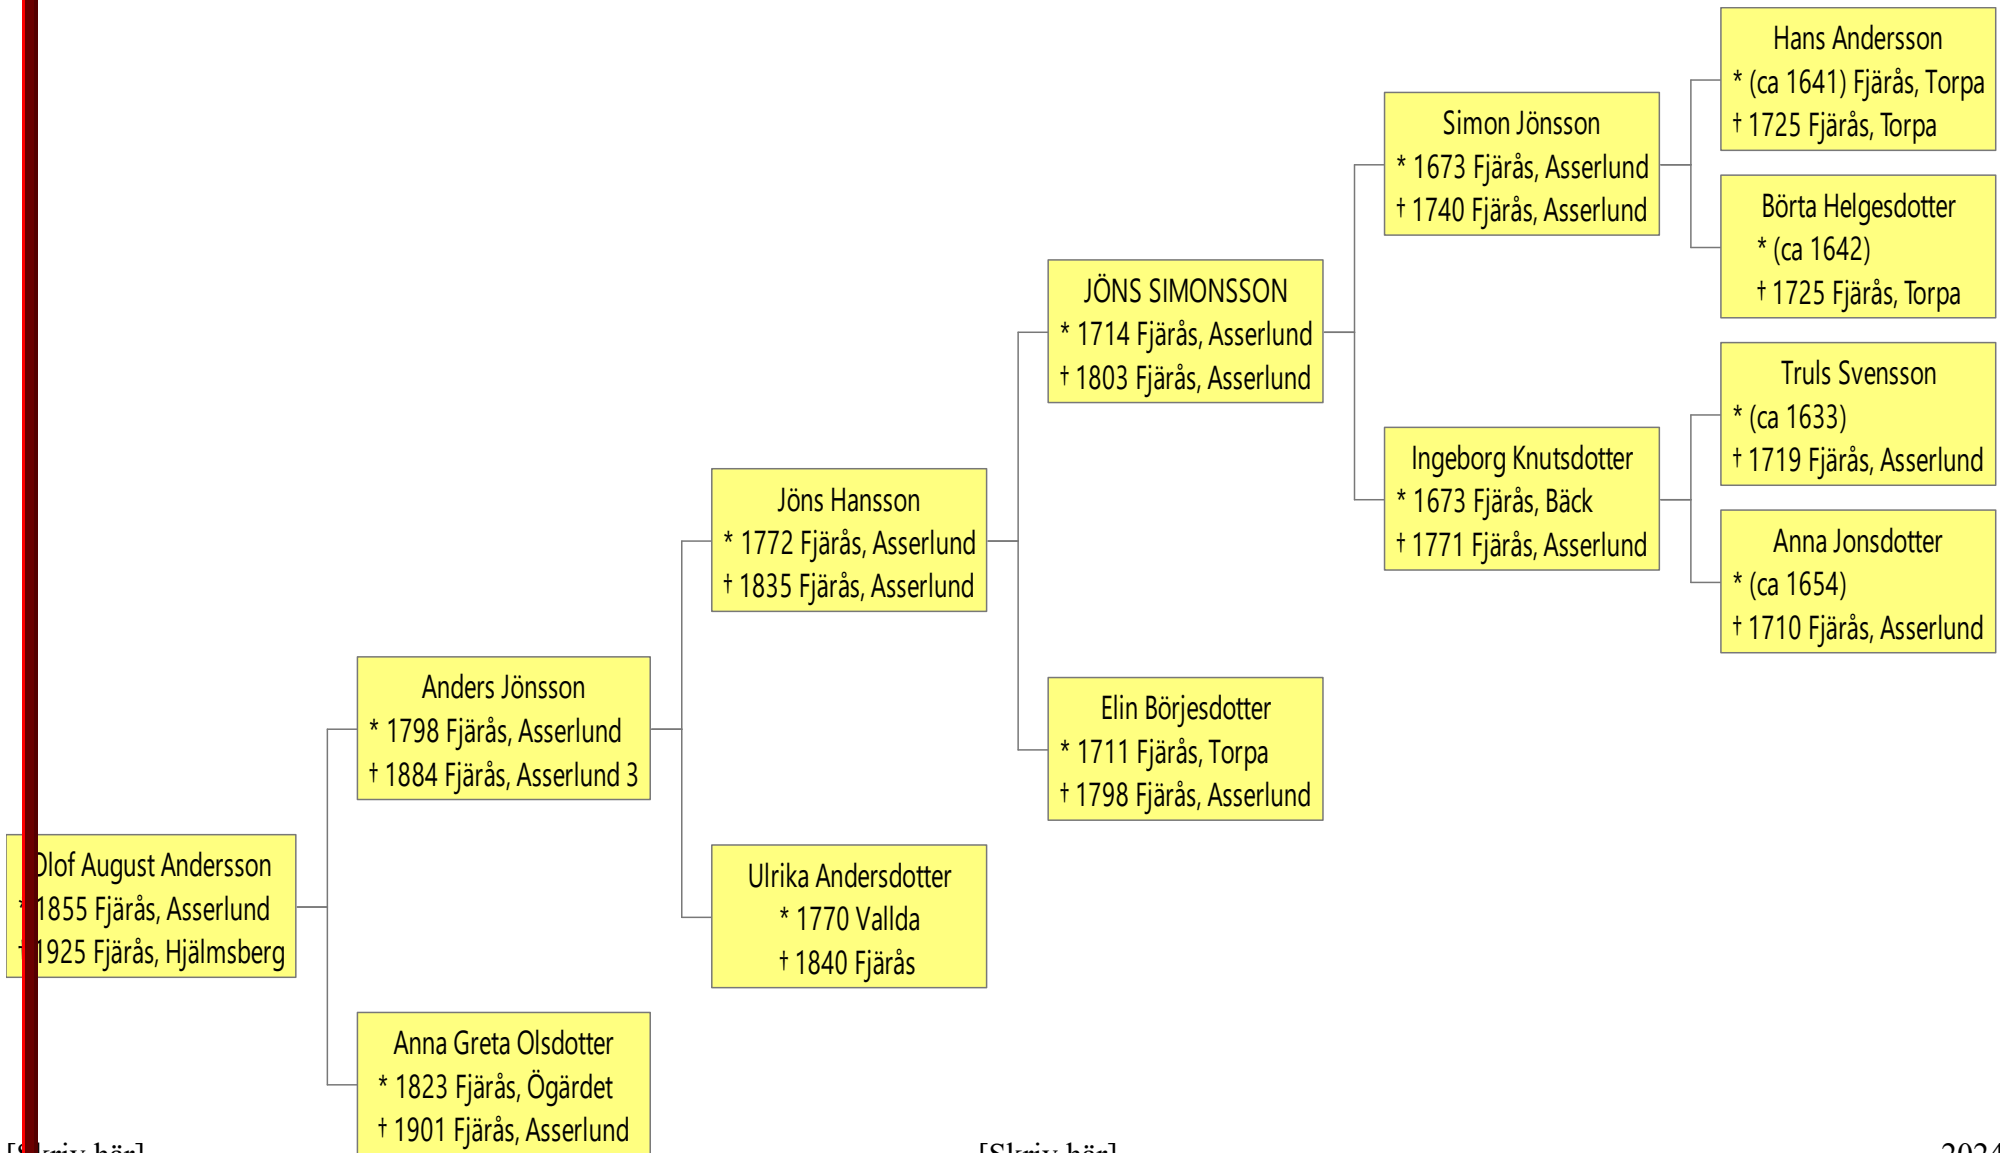 Hans Andersson
* (ca 1641) Fjärås, Torpa
† 1725 Fjärås, Torpa
Simon Jönsson
* 1673 Fjärås, Asserlund
† 1740 Fjärås, Asserlund
Börta Helgesdotter
* (ca 1642)
† 1725 Fjärås, Torpa
JÖNS SIMONSSON
* 1714 Fjärås, Asserlund
† 1803 Fjärås, Asserlund
Truls Svensson
* (ca 1633)
† 1719 Fjärås, Asserlund
Ingeborg Knutsdotter
* 1673 Fjärås, Bäck
† 1771 Fjärås, Asserlund
Jöns Hansson
* 1772 Fjärås, Asserlund
† 1835 Fjärås, Asserlund
Anna Jonsdotter
* (ca 1654)
† 1710 Fjärås, Asserlund
Anders Jönsson
* 1798 Fjärås, Asserlund
† 1884 Fjärås, Asserlund 3
Elin Börjesdotter
* 1711 Fjärås, Torpa
† 1798 Fjärås, Asserlund
Olof August Andersson
* 1855 Fjärås, Asserlund
† 1925 Fjärås, Hjälmsberg
Ulrika Andersdotter
* 1770 Vallda
† 1840 Fjärås
Anna Greta Olsdotter
* 1823 Fjärås, Ögärdet
† 1901 Fjärås, Asserlund
[Skriv här] [Skriv här] 2024